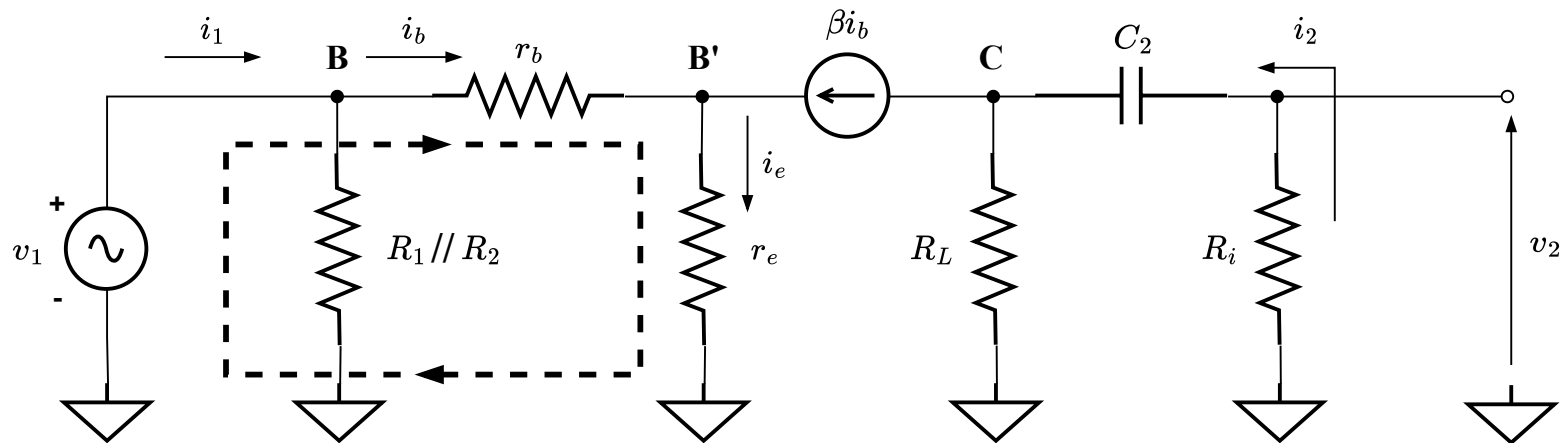 i₁
i_b
r_b
βi_b
C₂
i₂
B
B'
C
+
v₁
-
R₁ // R₂
i_e
r_e
R_L
R_i
v₂